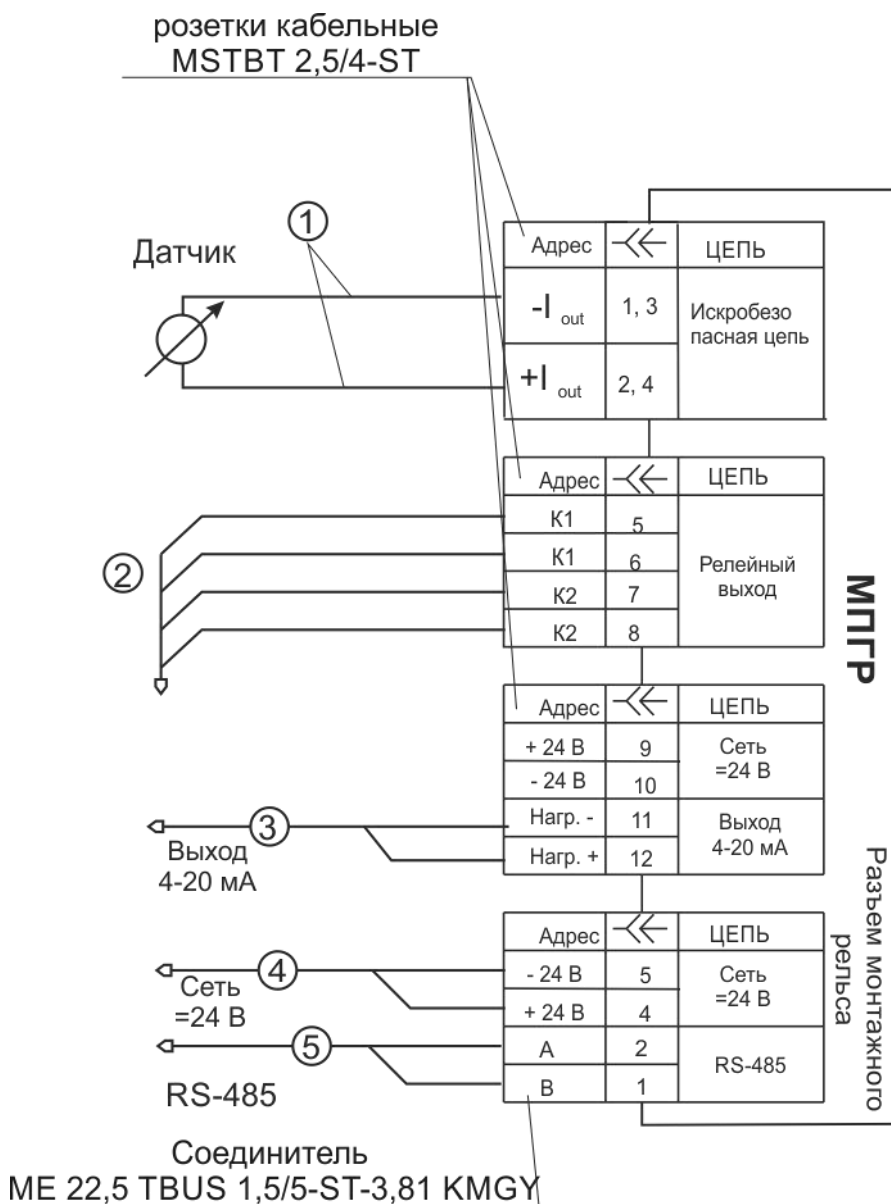 розетки кабельные
MSTBT 2,5/4-ST
1
Датчик
Адрес
ЦЕПЬ
-I out
1, 3
Искробезо
пасная цепь
+I out
2, 4
Адрес
ЦЕПЬ
К1
5
К1
6
К2
7
К2
8
Релейный
выход
2
МПГР
Адрес
ЦЕПЬ
+ 24 В
9
Сеть
=24 В
- 24 В
10
Нагр. -
11
Выход
4-20 мА
Нагр. +
12
3
Выход
4-20 мА
Адрес
ЦЕПЬ
- 24 В
5
Сеть
=24 В
+ 24 В
4
А
2
RS-485
В
1
4
Сеть
=24 В
5
RS-485
Разъем монтажного
рельса
Соединитель
ME 22,5 TBUS 1,5/5-ST-3,81 KMGY